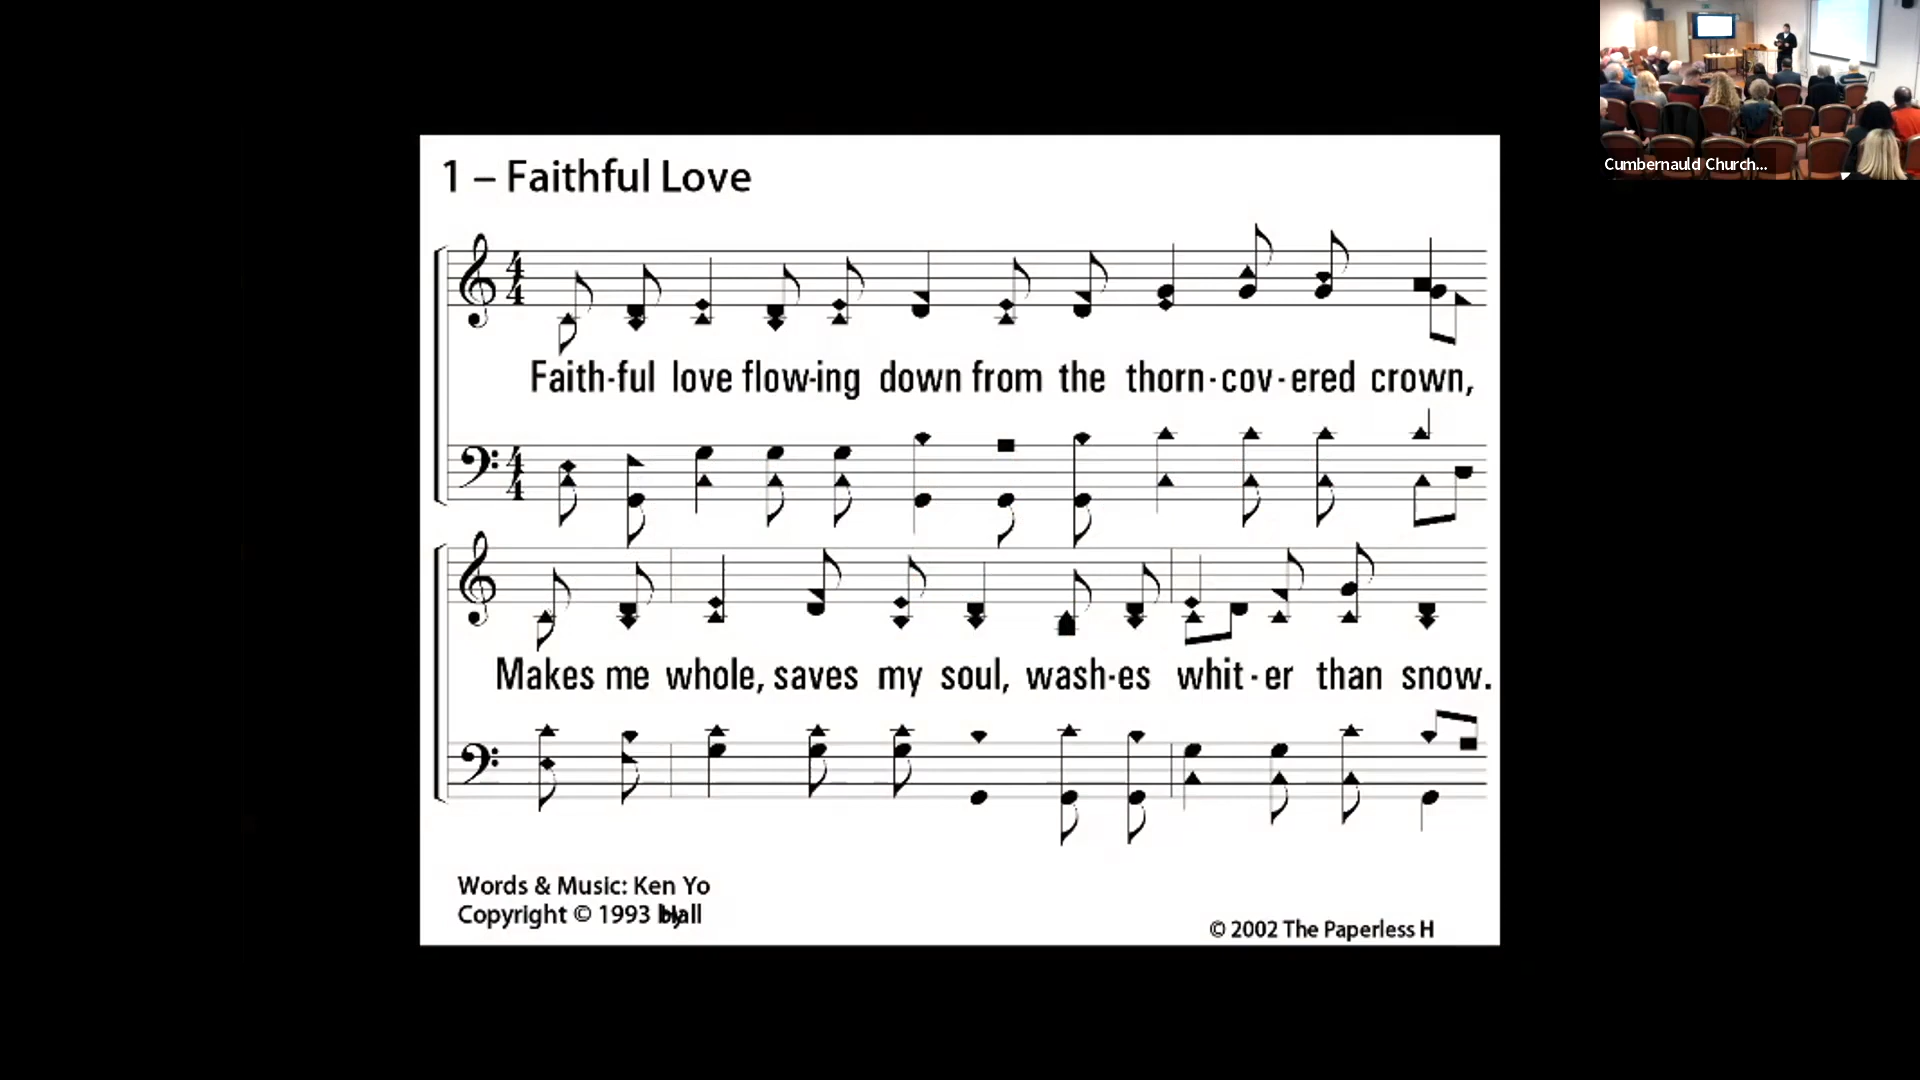 1 – Faithful Love
Faith-ful love flow-ing down from the thorn-cov-ered crown,
Makes me whole, saves my soul, wash-es whit-er than snow.
Words & Music: Ken Yo
Copyright © 1993 by
© 2002 The Paperless H
Cumbernauld Church...